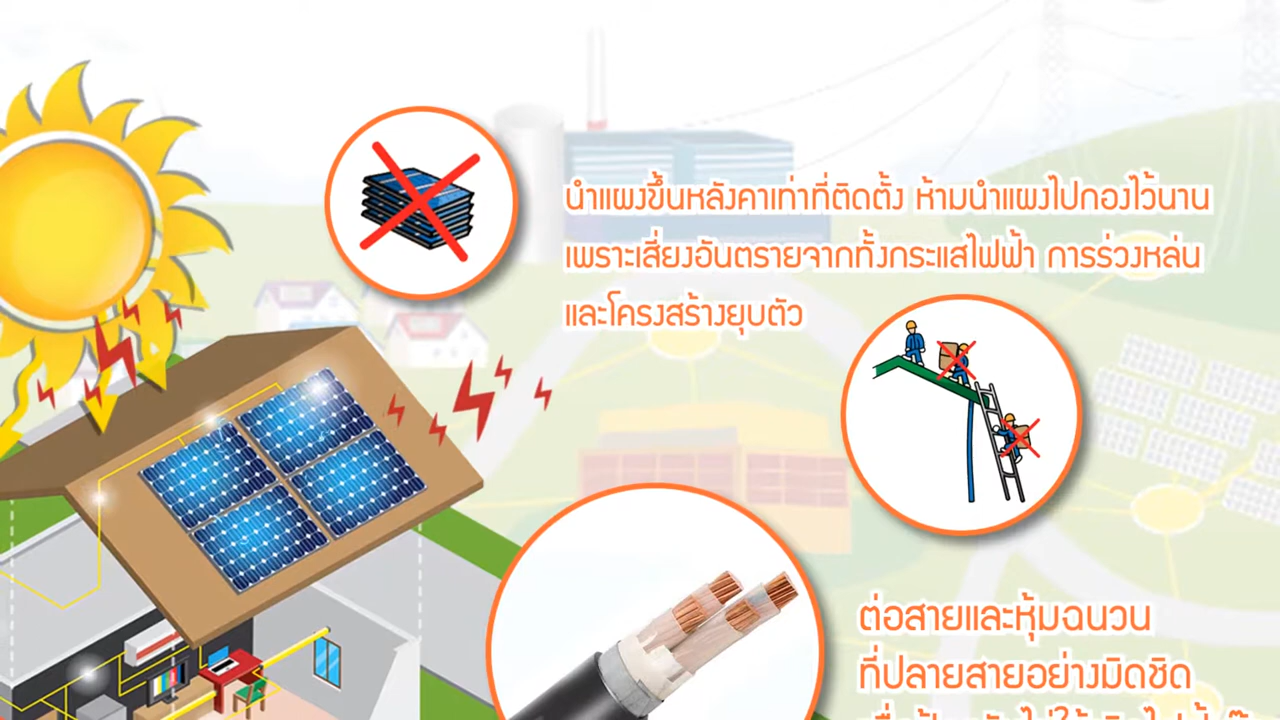 นำแผงขึ้นหลังคาเท่าที่ติดตั้ง ห้ามนำแผงไปกองไว้นาน
เพราะเสี่ยงอันตรายจากทั้งกระแสไฟฟ้า การร่วงหล่น
และโครงสร้างยุบตัว
ต่อสายและหุ้มฉนวน
ที่ปลายสายอย่างมิดชิด